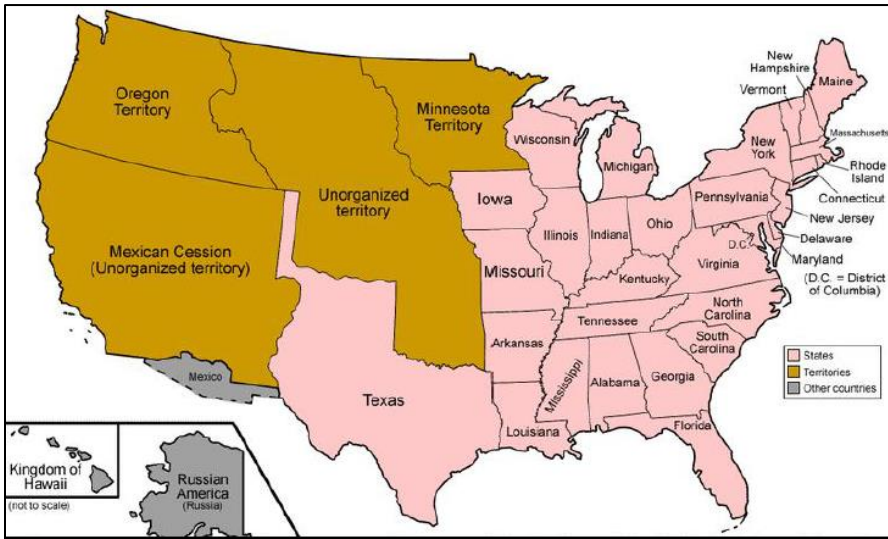 Oregon
Territory
Minnesota
Territory
Unorganized
territory
Mexican Cession
(Unorganized territory)
Wisconsin
Michigan
Iowa
Illinois
Indiana
Ohio
Missouri
Kentucky
Tennessee
Arkansas
Mississippi
Alabama
Georgia
Louisiana
Texas
Florida
South
Carolina
North
Carolina
Virginia
D.C.
Pennsylvania
New
York
New
Hampshire
Vermont
Maine
Massachusetts
Rhode
Island
Connecticut
New Jersey
Delaware
Maryland
(D.C. = District
of Columbia)
Mexico
States
Territories
Other countries
Kingdom of
Hawaii
(not to scale)
Russian
America
(Russia)